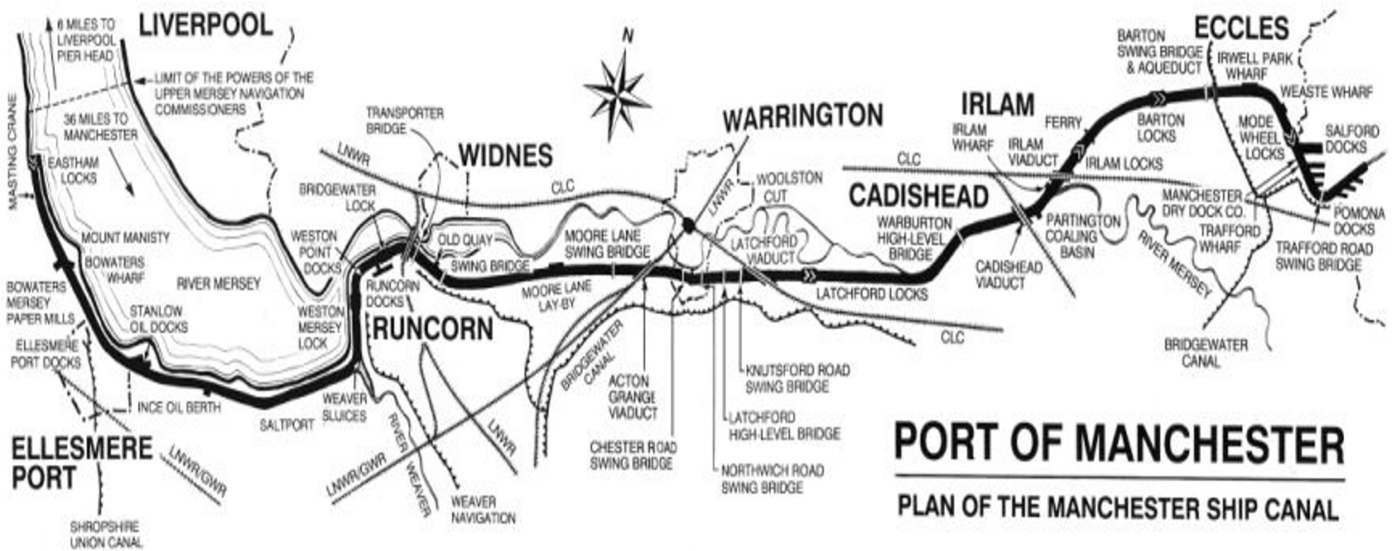 6 MILES TO
LIVERPOOL
PIER HEAD
LIVERPOOL
LIMIT OF THE POWERS OF THE
UPPER MERSEY NAVIGATION
COMMISSIONERS
36 MILES TO
MANCHESTER
MASTING CRANE
EASTHAM
LOCKS
MOUNT MANISTY
BOWATERS
WHARF
BOWATERS
MERSEY
PAPER MILLS
RIVER MERSEY
STANLOW
OIL DOCKS
ELLESMERE
PORT DOCKS
INCE OIL BERTH
SALTPORT
ELLESMERE
PORT
LNWR/GWR
SHROPSHIRE
UNION CANAL
TRANSPORTER
BRIDGE
LNWR
WIDNES
BRIDGEWATER
LOCK
WESTON
POINT
DOCKS
RUNCORN
DOCKS
WESTON
MERSEY
LOCK
RUNCORN
WEAVER
SLUICES
RIVER WEAVER
LNWR/GWR
LNWR
WEAVER
NAVIGATION
OLD QUAY
SWING BRIDGE
CLC
N
MOORE LANE
SWING BRIDGE
MOORE LANE
LAY-BY
BRIDGEWATER
CANAL
ACTON
GRANGE
VIADUCT
CHESTER ROAD
SWING BRIDGE
WARRINGTON
LNWR
WOOLSTON
CUT
LATCHFORD
VIADUCT
LATCHFORD LOCKS
KNUTSFORD ROAD
SWING BRIDGE
LATCHFORD
HIGH-LEVEL BRIDGE
NORTHWICH ROAD
SWING BRIDGE
CLC
CLC
CADISHEAD
WARBURTON
HIGH-LEVEL
BRIDGE
IRLAM
IRLAM
WHARF
IRLAM
VIADUCT
FERRY
IRLAM LOCKS
CADISHEAD
VIADUCT
PARTINGTON
COALING
BASIN
RIVER MERSEY
BARTON
LOCKS
ECCLES
BARTON
SWING BRIDGE
& AQUEDUCT
IRWELL PARK
WHARF
WEASTE WHARF
MODE
WHEEL
LOCKS
SALFORD
DOCKS
MANCHESTER
DRY DOCK CO.
TRAFFORD
WHARF
POMONA
DOCKS
TRAFFORD ROAD
SWING BRIDGE
BRIDGEWATER
CANAL
PORT OF MANCHESTER
PLAN OF THE MANCHESTER SHIP CANAL